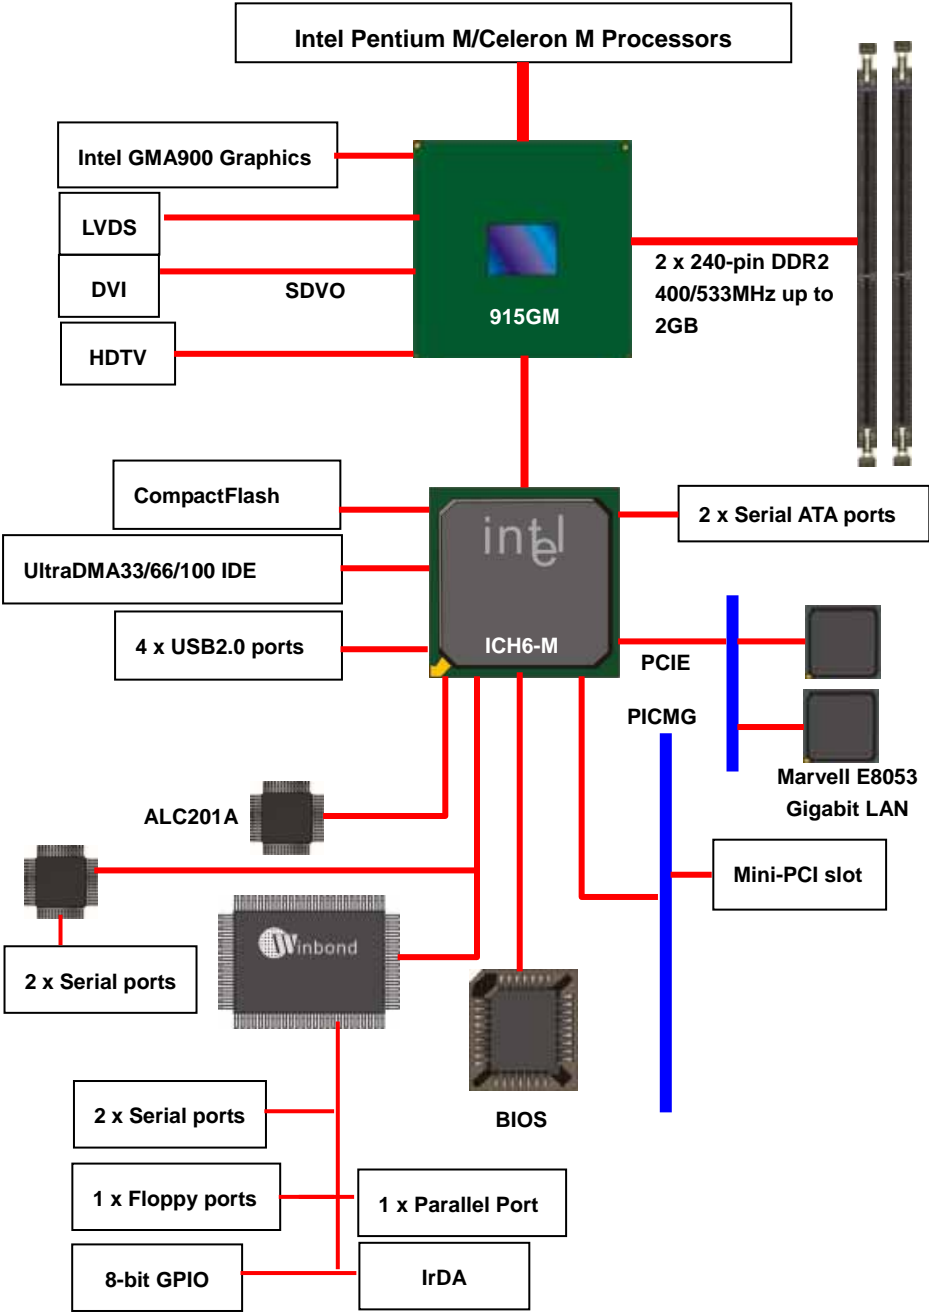 Intel Pentium M/Celeron M Processors
Intel GMA900 Graphics
LVDS
DVI
SDVO
HDTV
915GM
2 x 240-pin DDR2
400/533MHz up to
2GB
CompactFlash
UltraDMA33/66/100 IDE
4 x USB2.0 ports
intel
ICH6-M
2 x Serial ATA ports
PCIE
PICMG
Marvell E8053
Gigabit LAN
ALC201A
Mini-PCI slot
Winbond
2 x Serial ports
BIOS
2 x Serial ports
1 x Floppy ports
1 x Parallel Port
8-bit GPIO
IrDA